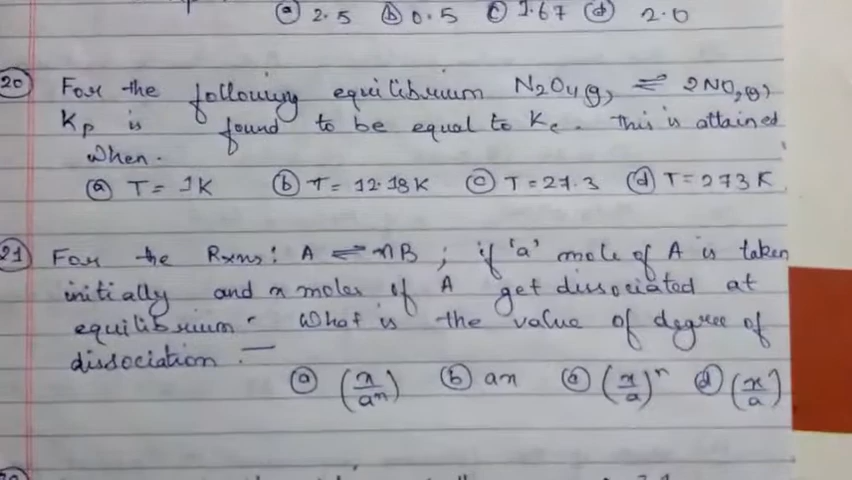 ⓐ 2.5 ⓑ 0.5 ⓒ 1.67 ⓓ 2.0
⑳ For the following equilibrium N2O4(g) ⇌ 2NO2(g)
Kp is found to be equal to Kc. This is attained
when.
ⓐ T = 1K ⓑ T = 12.18K ⓒ T = 27.3 ⓓ T = 273K
㉑ For the Rxns: A ⇌ nB ; if 'a' mole of A is taken
initially and x moles of A get dissociated at
equilibrium. What is the value of degree of
dissociation. —
ⓐ (x/aⁿ) ⓑ ax ⓒ (x/a)ⁿ ⓓ (x/a)